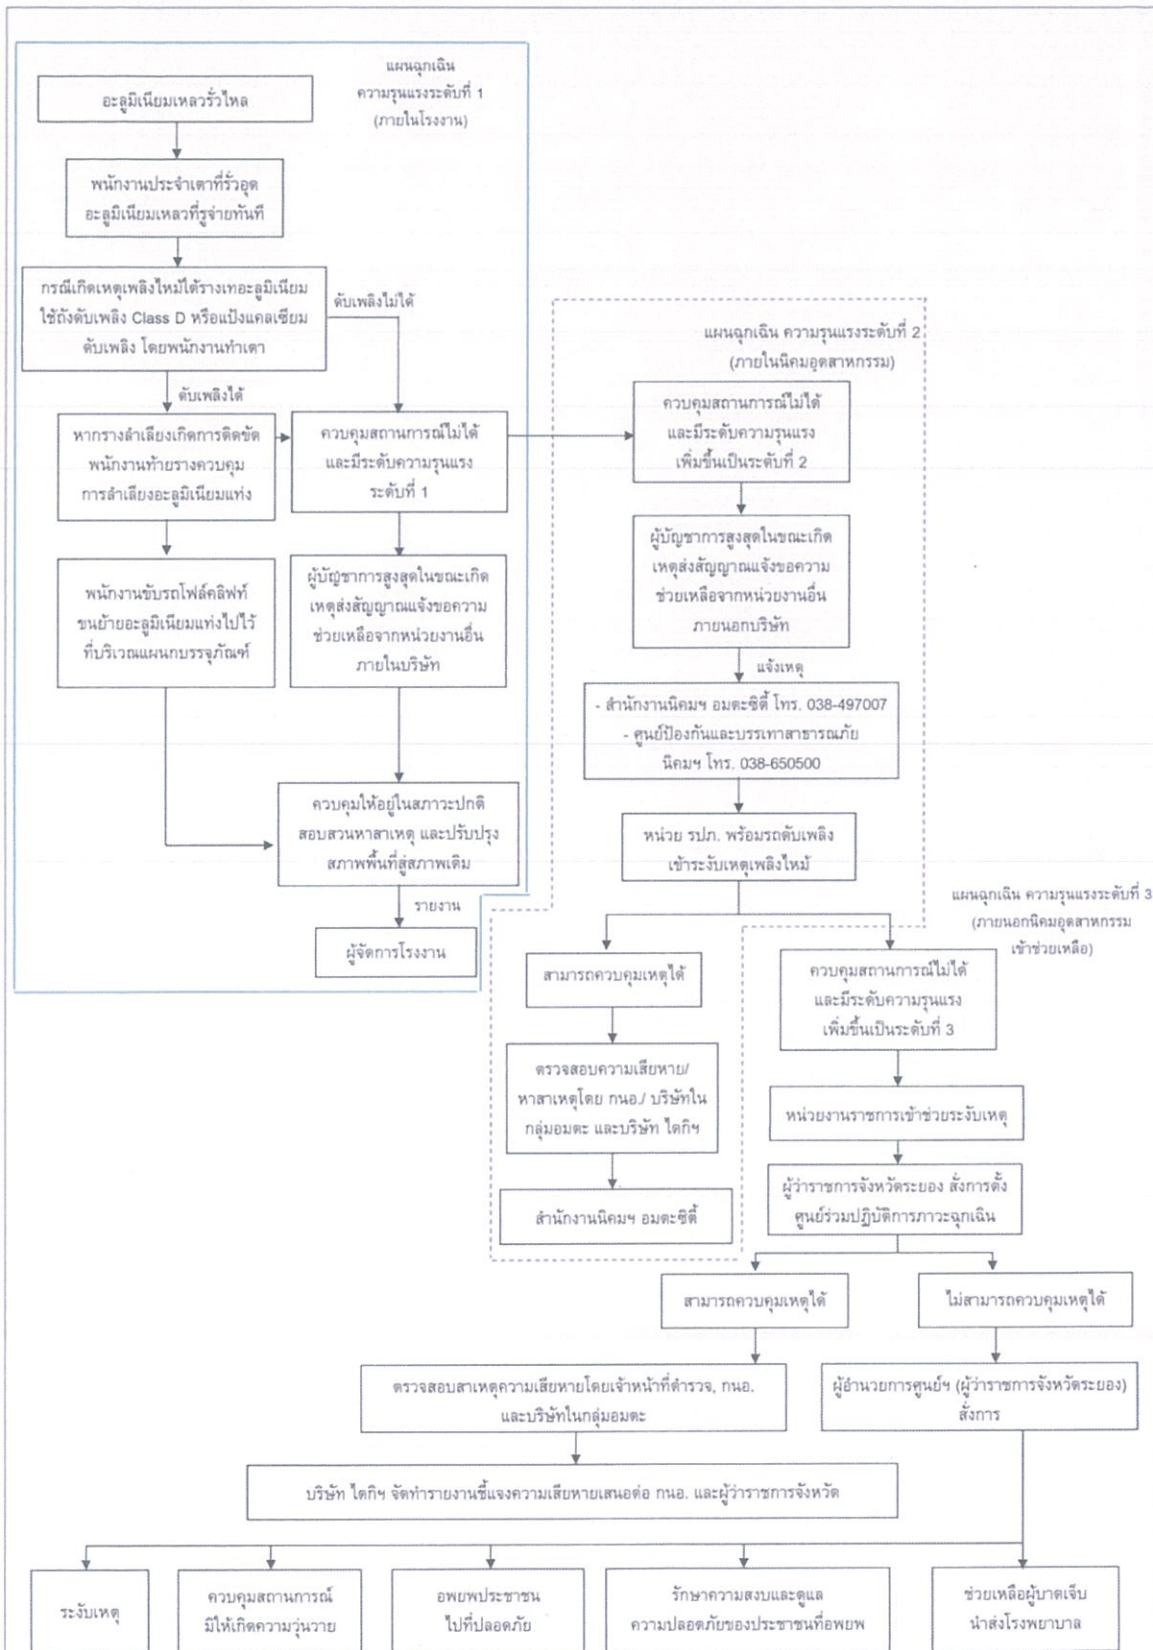 แผนฉุกเฉิน
ความรุนแรงระดับที่ 1
(ภายในโรงงาน)
อะลูมิเนียมเหลวรั่วไหล
พนักงานประจำเตาที่รั่วอุด
อะลูมิเนียมเหลวที่รูจ่ายทันที
กรณีเกิดเหตุเพลิงไหม้ใต้รางเทอะลูมิเนียม
ใช้ถังดับเพลิง Class D หรือแป้งแคลเซียม
ดับเพลิง โดยพนักงานทำเตา
ดับเพลิงไม่ได้
ดับเพลิงได้
หากรางลำเลียงเกิดการติดขัด
พนักงานท้ายรางควบคุม
การลำเลียงอะลูมิเนียมแท่ง
ควบคุมสถานการณ์ไม่ได้
และมีระดับความรุนแรง
ระดับที่ 1
พนักงานขับรถโฟล์คลิฟท์
ขนย้ายอะลูมิเนียมแท่งไปไว้
ที่บริเวณแผนกบรรจุภัณฑ์
ผู้บัญชาการสูงสุดในขณะเกิด
เหตุส่งสัญญาณแจ้งขอความ
ช่วยเหลือจากหน่วยงานอื่น
ภายในบริษัท
ควบคุมให้อยู่ในสภาวะปกติ
สอบสวนหาสาเหตุ และปรับปรุง
สภาพพื้นที่สู่สภาพเดิม
รายงาน
ผู้จัดการโรงงาน
แผนฉุกเฉิน ความรุนแรงระดับที่ 2
(ภายในนิคมอุตสาหกรรม)
ควบคุมสถานการณ์ไม่ได้
และมีระดับความรุนแรง
เพิ่มขึ้นเป็นระดับที่ 2
ผู้บัญชาการสูงสุดในขณะเกิด
เหตุส่งสัญญาณแจ้งขอความ
ช่วยเหลือจากหน่วยงานอื่น
ภายนอกบริษัท
แจ้งเหตุ
- สำนักงานนิคมฯ อมตะซิตี้ โทร. 038-497007
- ศูนย์ป้องกันและบรรเทาสาธารณภัย
นิคมฯ โทร. 038-650500
หน่วย รปภ. พร้อมรถดับเพลิง
เข้าระงับเหตุเพลิงไหม้
สามารถควบคุมเหตุได้
ตรวจสอบความเสียหาย/
หาสาเหตุโดย กนอ./ บริษัทใน
กลุ่มอมตะ และบริษัท ไดกิฯ
สำนักงานนิคมฯ อมตะซิตี้
แผนฉุกเฉิน ความรุนแรงระดับที่ 3
(ภายนอกนิคมอุตสาหกรรม
เข้าช่วยเหลือ)
ควบคุมสถานการณ์ไม่ได้
และมีระดับความรุนแรง
เพิ่มขึ้นเป็นระดับที่ 3
หน่วยงานราชการเข้าช่วยระงับเหตุ
ผู้ว่าราชการจังหวัดระยอง สั่งการตั้ง
ศูนย์ร่วมปฏิบัติการภาวะฉุกเฉิน
สามารถควบคุมเหตุได้
ไม่สามารถควบคุมเหตุได้
ตรวจสอบสาเหตุความเสียหายโดยเจ้าหน้าที่ตำรวจ, กนอ.
และบริษัทในกลุ่มอมตะ
ผู้อำนวยการศูนย์ฯ (ผู้ว่าราชการจังหวัดระยอง)
สั่งการ
บริษัท ไดกิฯ จัดทำรายงานชี้แจงความเสียหายเสนอต่อ กนอ. และผู้ว่าราชการจังหวัด
ระงับเหตุ
ควบคุมสถานการณ์
มิให้เกิดความวุ่นวาย
อพยพประชาชน
ไปที่ปลอดภัย
รักษาความสงบและดูแล
ความปลอดภัยของประชาชนที่อพยพ
ช่วยเหลือผู้บาดเจ็บ
นำส่งโรงพยาบาล